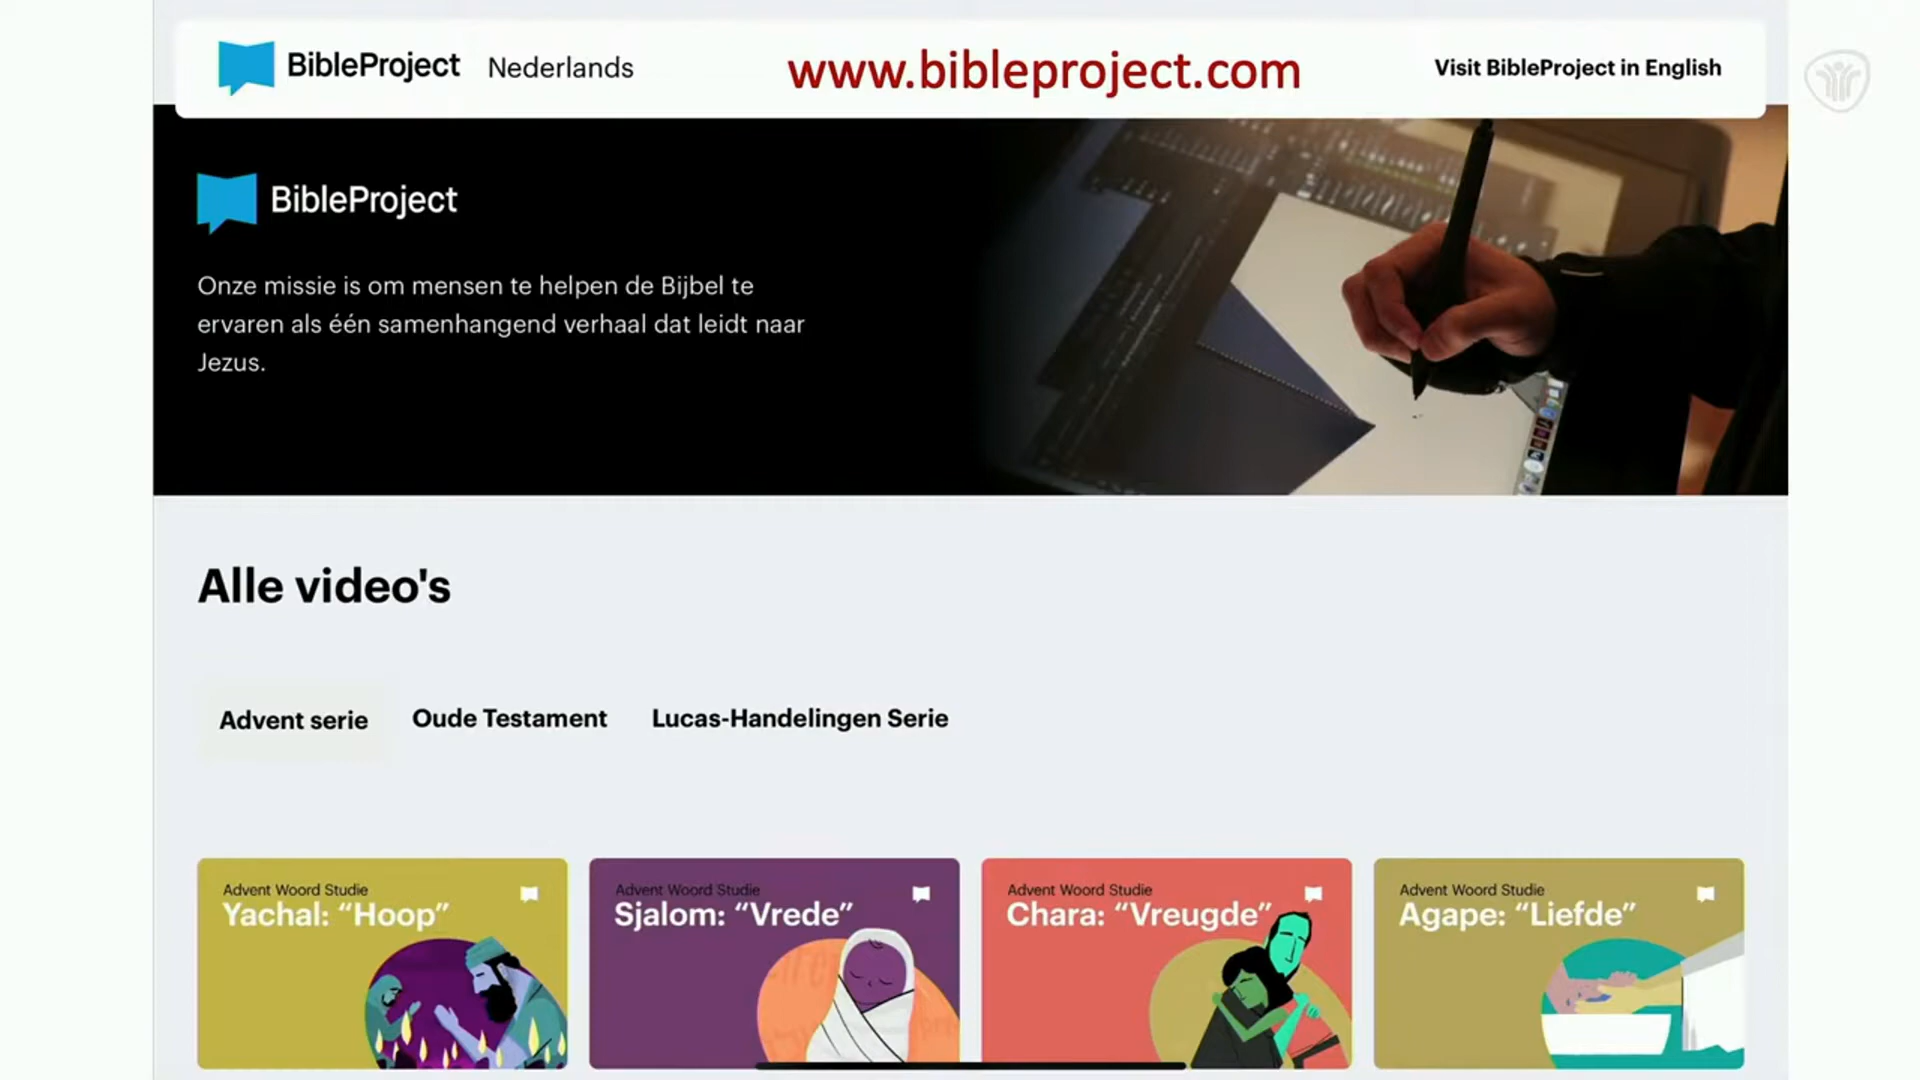 BibleProject Nederlands www.bibleproject.com Visit BibleProject in English
BibleProject
Onze missie is om mensen te helpen de Bijbel te
ervaren als één samenhangend verhaal dat leidt naar
Jezus.
Alle video's
Advent serie Oude Testament Lucas-Handelingen Serie
Advent Woord Studie
Yachal: “Hoop”
Advent Woord Studie
Sjalom: “Vrede”
Advent Woord Studie
Chara: “Vreugde”
Advent Woord Studie
Agape: “Liefde”